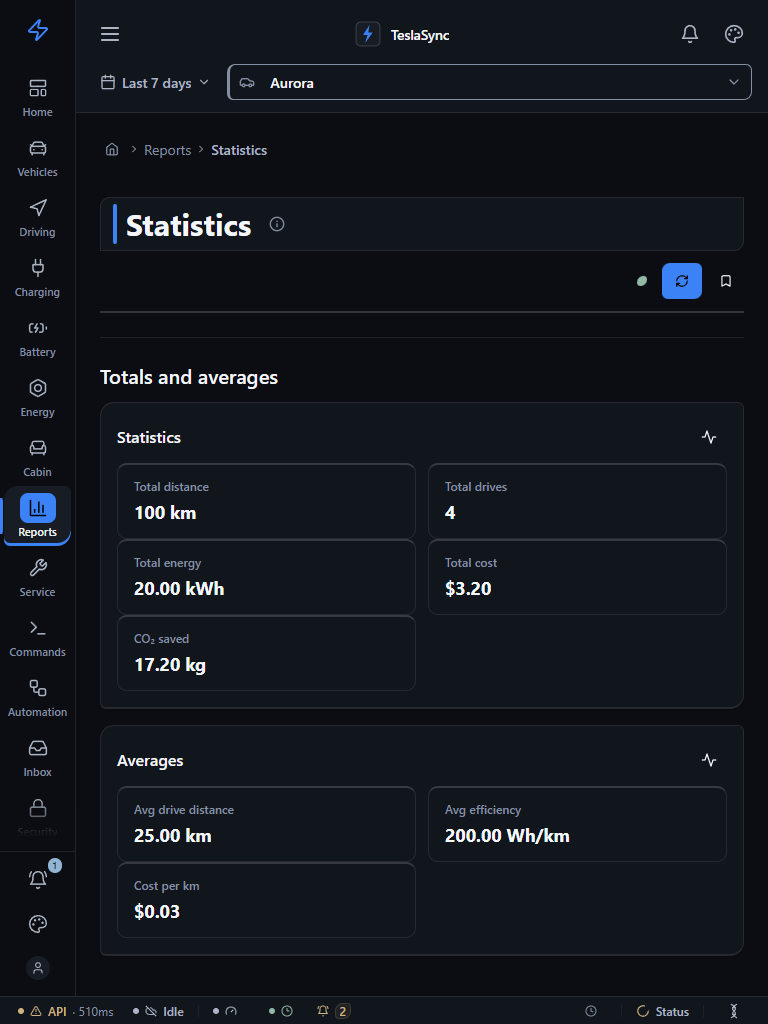 TeslaSync
Last 7 days
Aurora
Home
Vehicles
Driving
Charging
Battery
Energy
Cabin
Reports
Service
Commands
Automation
Inbox
Security
1
Reports
Statistics
Statistics
Totals and averages
Statistics
Total distance
100 km
Total drives
4
Total energy
20.00 kWh
Total cost
$3.20
CO₂ saved
17.20 kg
Averages
Avg drive distance
25.00 km
Avg efficiency
200.00 Wh/km
Cost per km
$0.03
API · 510ms
Idle
2
Status